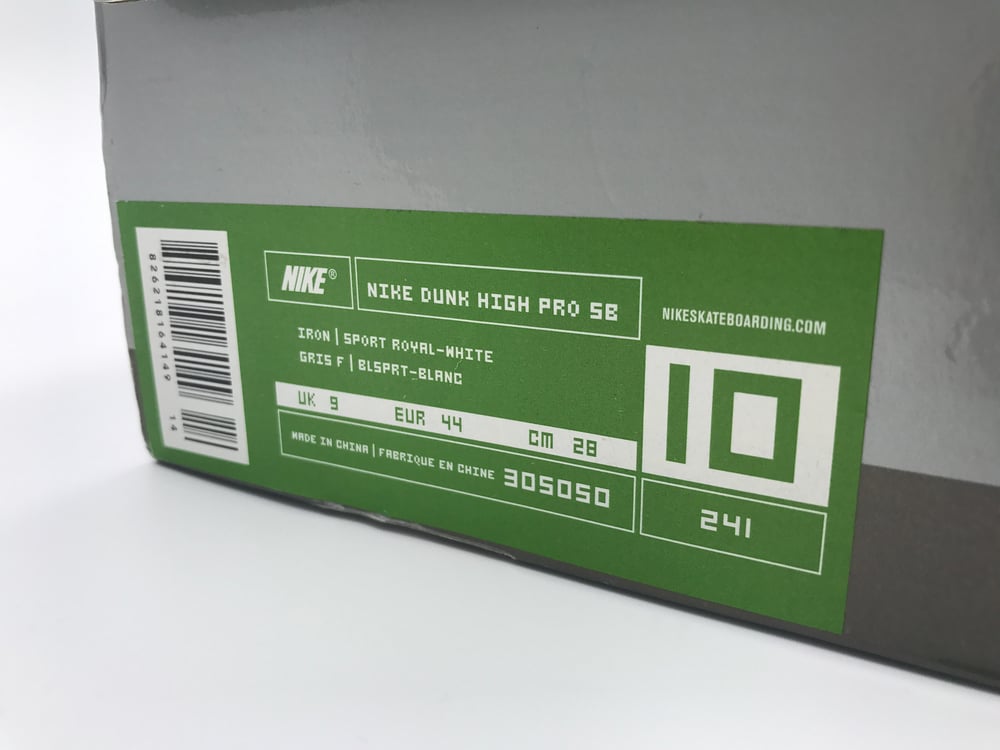 826218164149
14
NIKE®
NIKE DUNK HIGH PRO SB
NIKESKATEBOARDING.COM
IRON | SPORT ROYAL-WHITE
GRIS F | BLSPRT-BLANC
UK 9 EUR 44 CM 28
10
MADE IN CHINA | FABRIQUE EN CHINE 305050
241